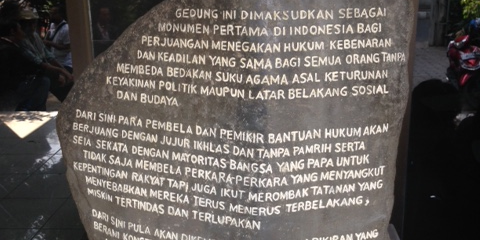 GEDUNG INI DIMAKSUDKAN SEBAGAI
MONUMEN PERTAMA DI INDONESIA BAGI
PERJUANGAN MENEGAKAN HUKUM KEBENARAN
DAN KEADILAN YANG SAMA BAGI SEMUA ORANG TANPA
MEMBEDA BEDAKAN SUKU AGAMA ASAL KETURUNAN
KEYAKINAN POLITIK MAUPUN LATAR BELAKANG SOSIAL
DAN BUDAYA
DARI SINI PARA PEMBELA DAN PEMIKIR BANTUAN HUKUM AKAN
BERJUANG DENGAN JUJUR IKHLAS DAN TANPA PAMRIH SERTA
SEIA SEKATA DENGAN MAYORITAS BANGSA YANG PAPA UNTUK
TIDAK SAJA MEMBELA PERKARA-PERKARA YANG MENYANGKUT
KEPENTINGAN RAKYAT TAPI JUGA IKUT MEROMBAK TATANAN YANG
MENYEBABKAN MEREKA TERUS MENERUS TERBELAKANG,
MISKIN TERTINDAS DAN TERLUPAKAN
DARI SINI PULA AKAN